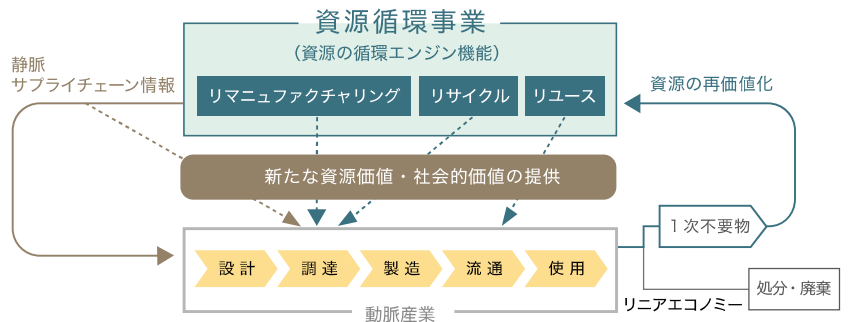 資源循環事業
（資源の循環エンジン機能）
静脈
サプライチェーン情報
リマニュファクチャリング
リサイクル
リユース
資源の再価値化
新たな資源価値・社会的価値の提供
設計
調達
製造
流通
使用
1次不要物
処分・廃棄
リニアエコノミー
動脈産業